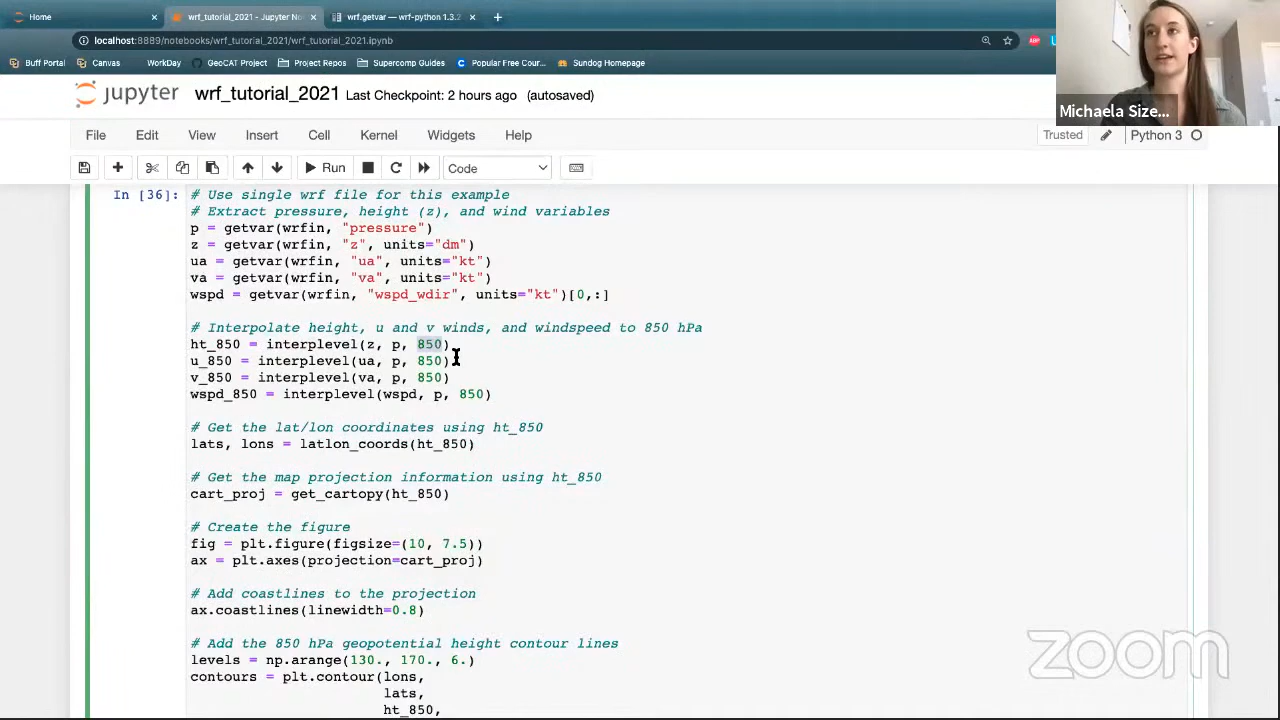 Home
wrf_tutorial_2021 - Jupyter No
wrf.getvar — wrf-python 1.3.2
localhost:8889/notebooks/wrf_tutorial_2021/wrf_tutorial_2021.ipynb
ABP
Buff Portal
Canvas
WorkDay
GeoCAT Project
Project Repos
Supercomp Guides
Popular Free Cour...
Sundog Homepage
Michaela Size...
jupyter wrf_tutorial_2021 Last Checkpoint: 2 hours ago (autosaved)
File Edit View Insert Cell Kernel Widgets Help
Trusted Python 3
Run Code
In [36]: # Use single wrf file for this example
# Extract pressure, height (z), and wind variables
p = getvar(wrfin, "pressure")
z = getvar(wrfin, "z", units="dm")
ua = getvar(wrfin, "ua", units="kt")
va = getvar(wrfin, "va", units="kt")
wspd = getvar(wrfin, "wspd_wdir", units="kt")[0,:]
# Interpolate height, u and v winds, and windspeed to 850 hPa
ht_850 = interplevel(z, p, 850)
u_850 = interplevel(ua, p, 850)
v_850 = interplevel(va, p, 850)
wspd_850 = interplevel(wspd, p, 850)
# Get the lat/lon coordinates using ht_850
lats, lons = latlon_coords(ht_850)
# Get the map projection information using ht_850
cart_proj = get_cartopy(ht_850)
# Create the figure
fig = plt.figure(figsize=(10, 7.5))
ax = plt.axes(projection=cart_proj)
# Add coastlines to the projection
ax.coastlines(linewidth=0.8)
# Add the 850 hPa geopotential height contour lines
levels = np.arange(130., 170., 6.)
contours = plt.contour(lons,
lats,
ht_850,
zoom